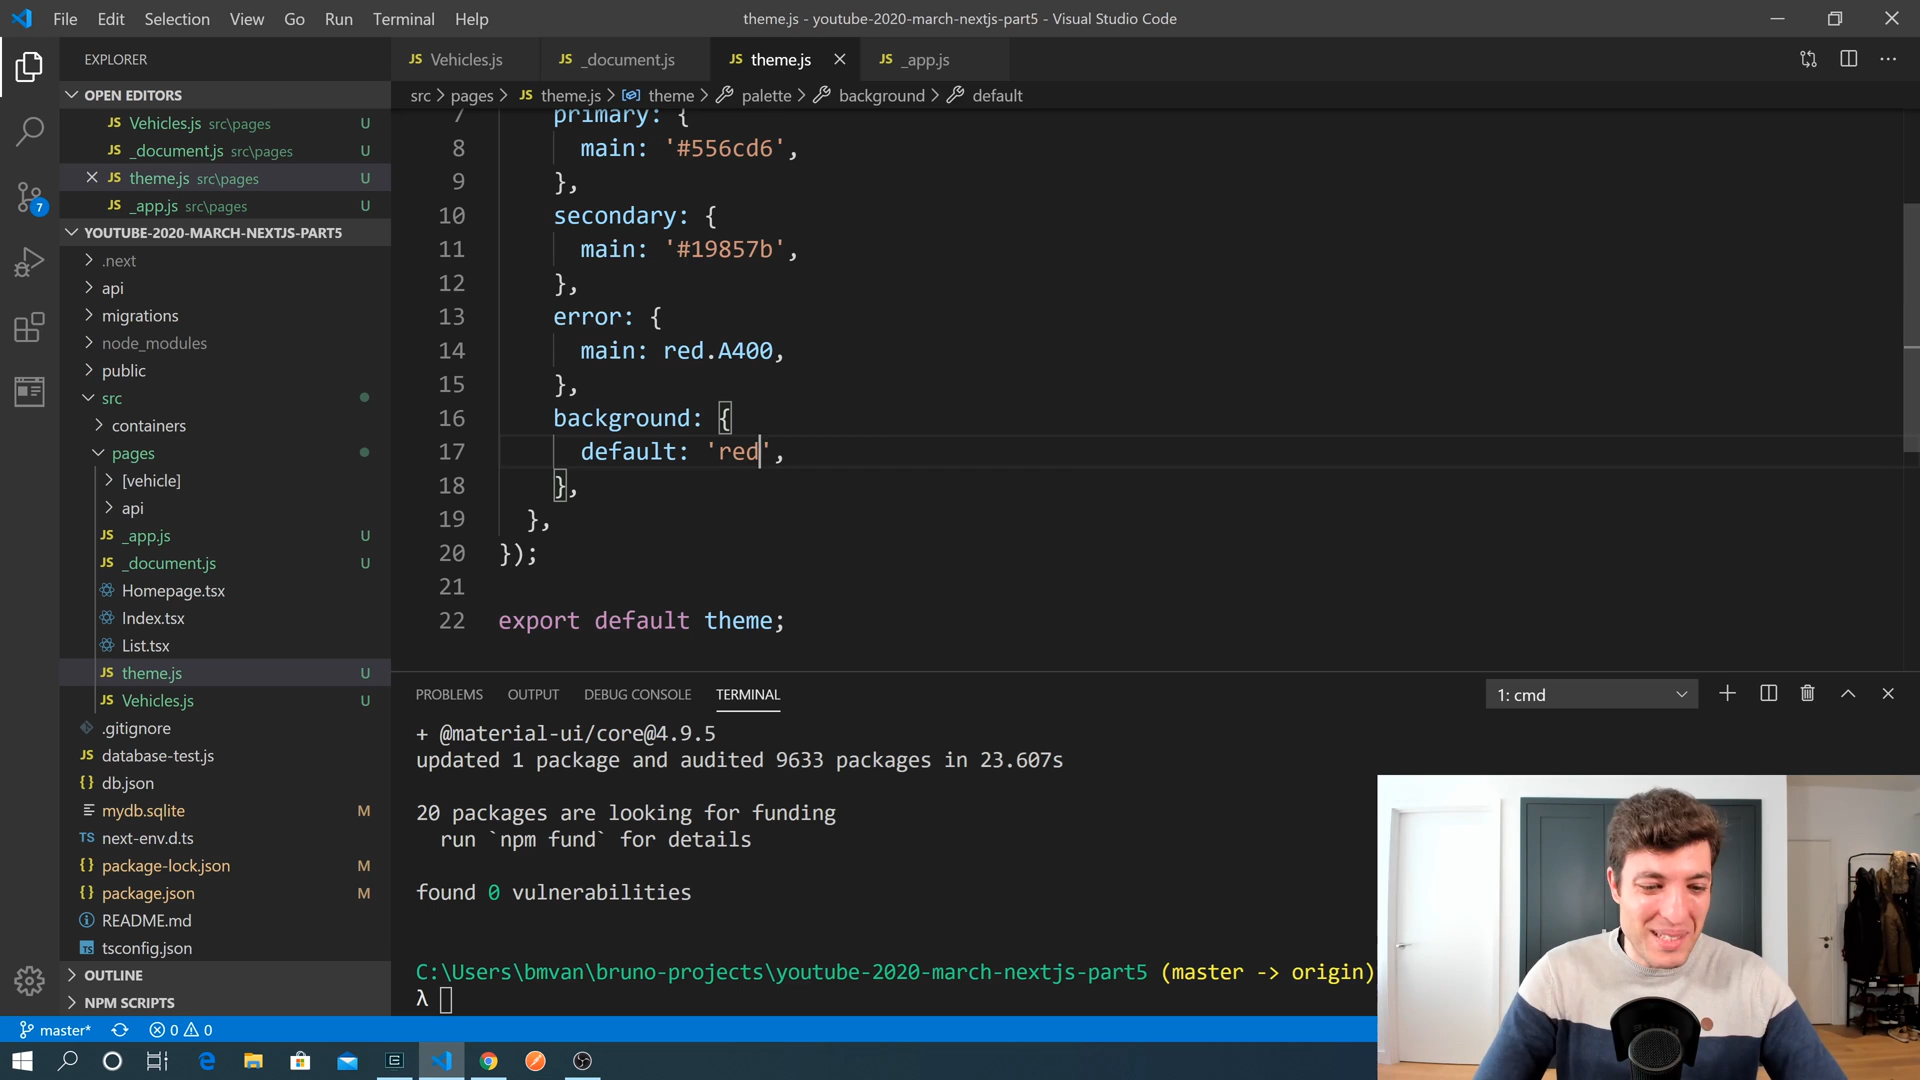 File Edit Selection View Go Run Terminal Help
theme.js - youtube-2020-march-nextjs-part5 - Visual Studio Code
EXPLORER
OPEN EDITORS
JS Vehicles.js src\pages U
JS _document.js src\pages U
JS theme.js src\pages U
JS _app.js src\pages U
YOUTUBE-2020-MARCH-NEXTJS-PART5
.next
api
migrations
node_modules
public
src
containers
pages
[vehicle]
api
JS _app.js U
JS _document.js U
Homepage.tsx
Index.tsx
List.tsx
JS theme.js U
JS Vehicles.js U
.gitignore
JS database-test.js
{} db.json
mydb.sqlite M
TS next-env.d.ts
{} package-lock.json M
{} package.json M
README.md
tsconfig.json
OUTLINE
NPM SCRIPTS
7
JS Vehicles.js JS _document.js JS theme.js JS _app.js
src > pages > JS theme.js > theme > palette > background > default
7 primary: {
8 main: '#556cd6',
9 },
10 secondary: {
11 main: '#19857b',
12 },
13 error: {
14 main: red.A400,
15 },
16 background: {
17 default: 'red',
18 },
19 },
20 });
21
22 export default theme;
PROBLEMS OUTPUT DEBUG CONSOLE TERMINAL
1: cmd
+ @material-ui/core@4.9.5
updated 1 package and audited 9633 packages in 23.607s
20 packages are looking for funding
run `npm fund` for details
found 0 vulnerabilities
C:\Users\bmvan\bruno-projects\youtube-2020-march-nextjs-part5 (master -> origin)
λ
master* 0 0